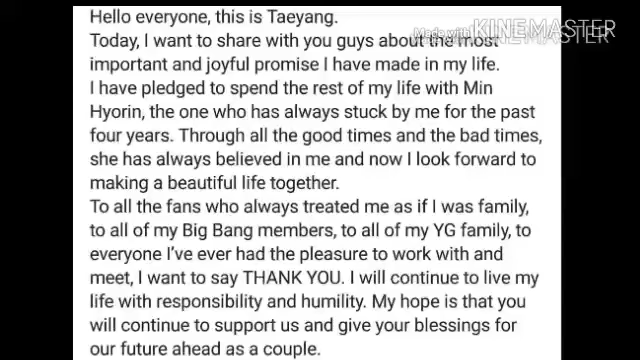 Hello everyone, this is Taeyang.
Made with KINEMASTER
Today, I want to share with you guys about the most
important and joyful promise I have made in my life.
I have pledged to spend the rest of my life with Min
Hyorin, the one who has always stuck by me for the past
four years. Through all the good times and the bad times,
she has always believed in me and now I look forward to
making a beautiful life together.
To all the fans who always treated me as if I was family,
to all of my Big Bang members, to all of my YG family, to
everyone I’ve ever had the pleasure to work with and
meet, I want to say THANK YOU. I will continue to live my
life with responsibility and humility. My hope is that you
will continue to support us and give your blessings for
our future ahead as a couple.